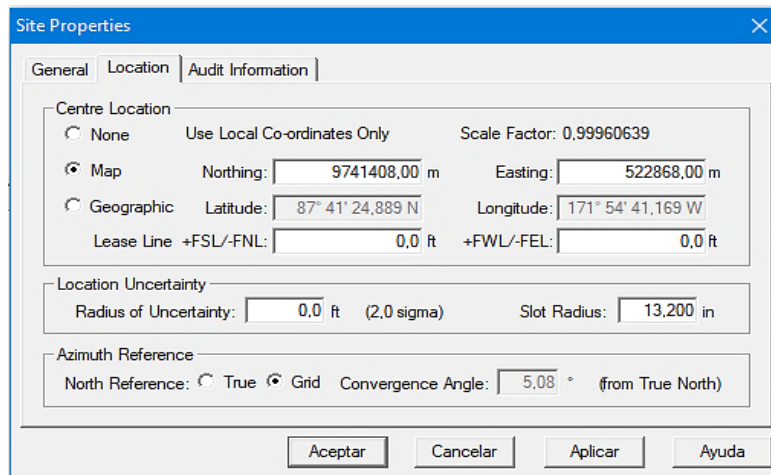 Site Properties
General Location Audit Information
Centre Location
None Use Local Co-ordinates Only Scale Factor: 0,99960639
Map Northing: 9741408,00 m Easting: 522868,00 m
Geographic Latitude: 87° 41' 24,889 N Longitude: 171° 54' 41,169 W
Lease Line +FSL/-FNL: 0,0 ft +FWL/-FEL: 0,0 ft
Location Uncertainty
Radius of Uncertainty: 0,0 ft (2,0 sigma) Slot Radius: 13,200 in
Azimuth Reference
North Reference: True Grid Convergence Angle: 5,08 ° (from True North)
Aceptar Cancelar Aplicar Ayuda